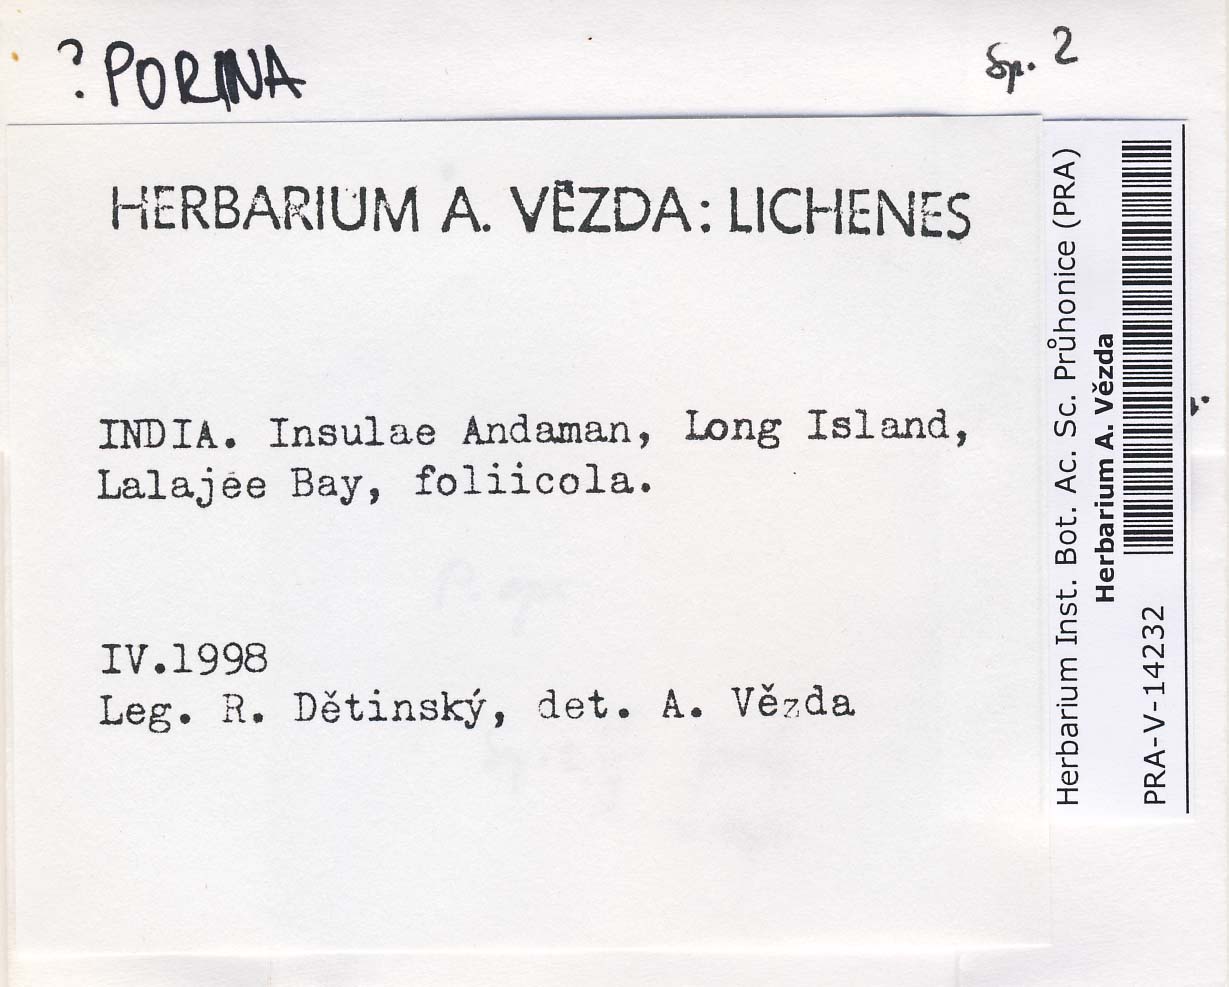 ? PORINA
Sp. 2
HERBARIUM A. VĚZDA: LICHENES
INDIA. Insulae Andaman, Long Island,
Lalajee Bay, foliicola.
IV.1998
Leg. R. Dětinský, det. A. Vězda
Herbarium Inst. Bot. Ac. Sc. Průhonice (PRA)
Herbarium A. Vězda
PRA-V-14232